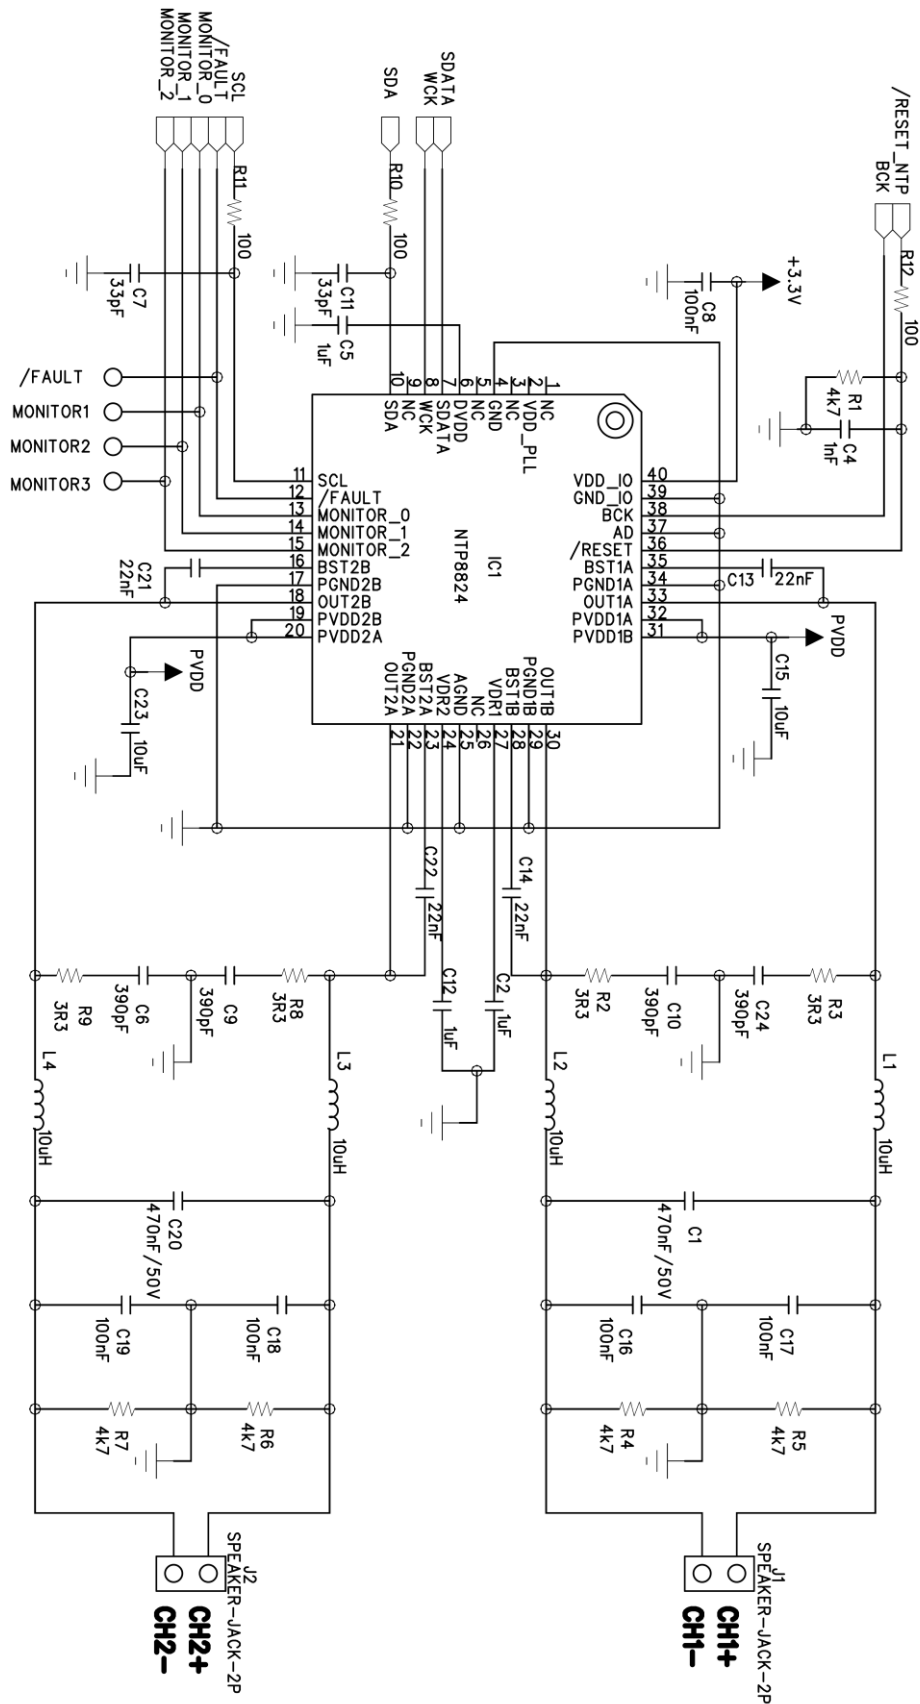 /RESET_NTP
BCK
R12
100
+3.3V
C8
100nF
R1
4k7
C4
1nF
SDATA
WCK
SDA
R10
100
C11
33pF
C5
1uF
SCL
/FAULT
MONITOR_0
MONITOR_1
MONITOR_2
R11
100
C7
33pF
/FAULT
MONITOR1
MONITOR2
MONITOR3
1
NC
2
VDD_PLL
3
NC
4
GND
5
NC
6
DVDD
7
SDATA
8
WCK
9
NC
10
SDA
11
SCL
12
/FAULT
13
MONITOR_0
14
MONITOR_1
15
MONITOR_2
16
BST2B
17
PGND2B
18
OUT2B
19
PVDD2B
20
PVDD2A
IC1
NTP8824
VDD_IO
40
GND_IO
39
BCK
38
AD
37
/RESET
36
BST1A
35
PGND1A
34
OUT1A
33
PVDD1A
32
PVDD1B
31
OUT1B
30
PGND1B
29
BST1B
28
VDR1
27
NC
26
AGND
25
VDR2
24
BST2A
23
PGND2A
22
OUT2A
21
C13
22nF
PVDD
C15
10uF
C21
22nF
PVDD
C23
10uF
C22
22nF
C14
22nF
C12
1uF
C2
1uF
R9
3R3
C6
390pF
C9
390pF
R8
3R3
R2
3R3
C10
390pF
C24
390pF
R3
3R3
L4
10uH
L3
10uH
L2
10uH
L1
10uH
C20
470nF/50V
C1
470nF/50V
C19
100nF
C18
100nF
C16
100nF
C17
100nF
R7
4k7
R6
4k7
R4
4k7
R5
4k7
J2
SPEAKER-JACK-2P
CH2+
CH2-
J1
SPEAKER-JACK-2P
CH1+
CH1-